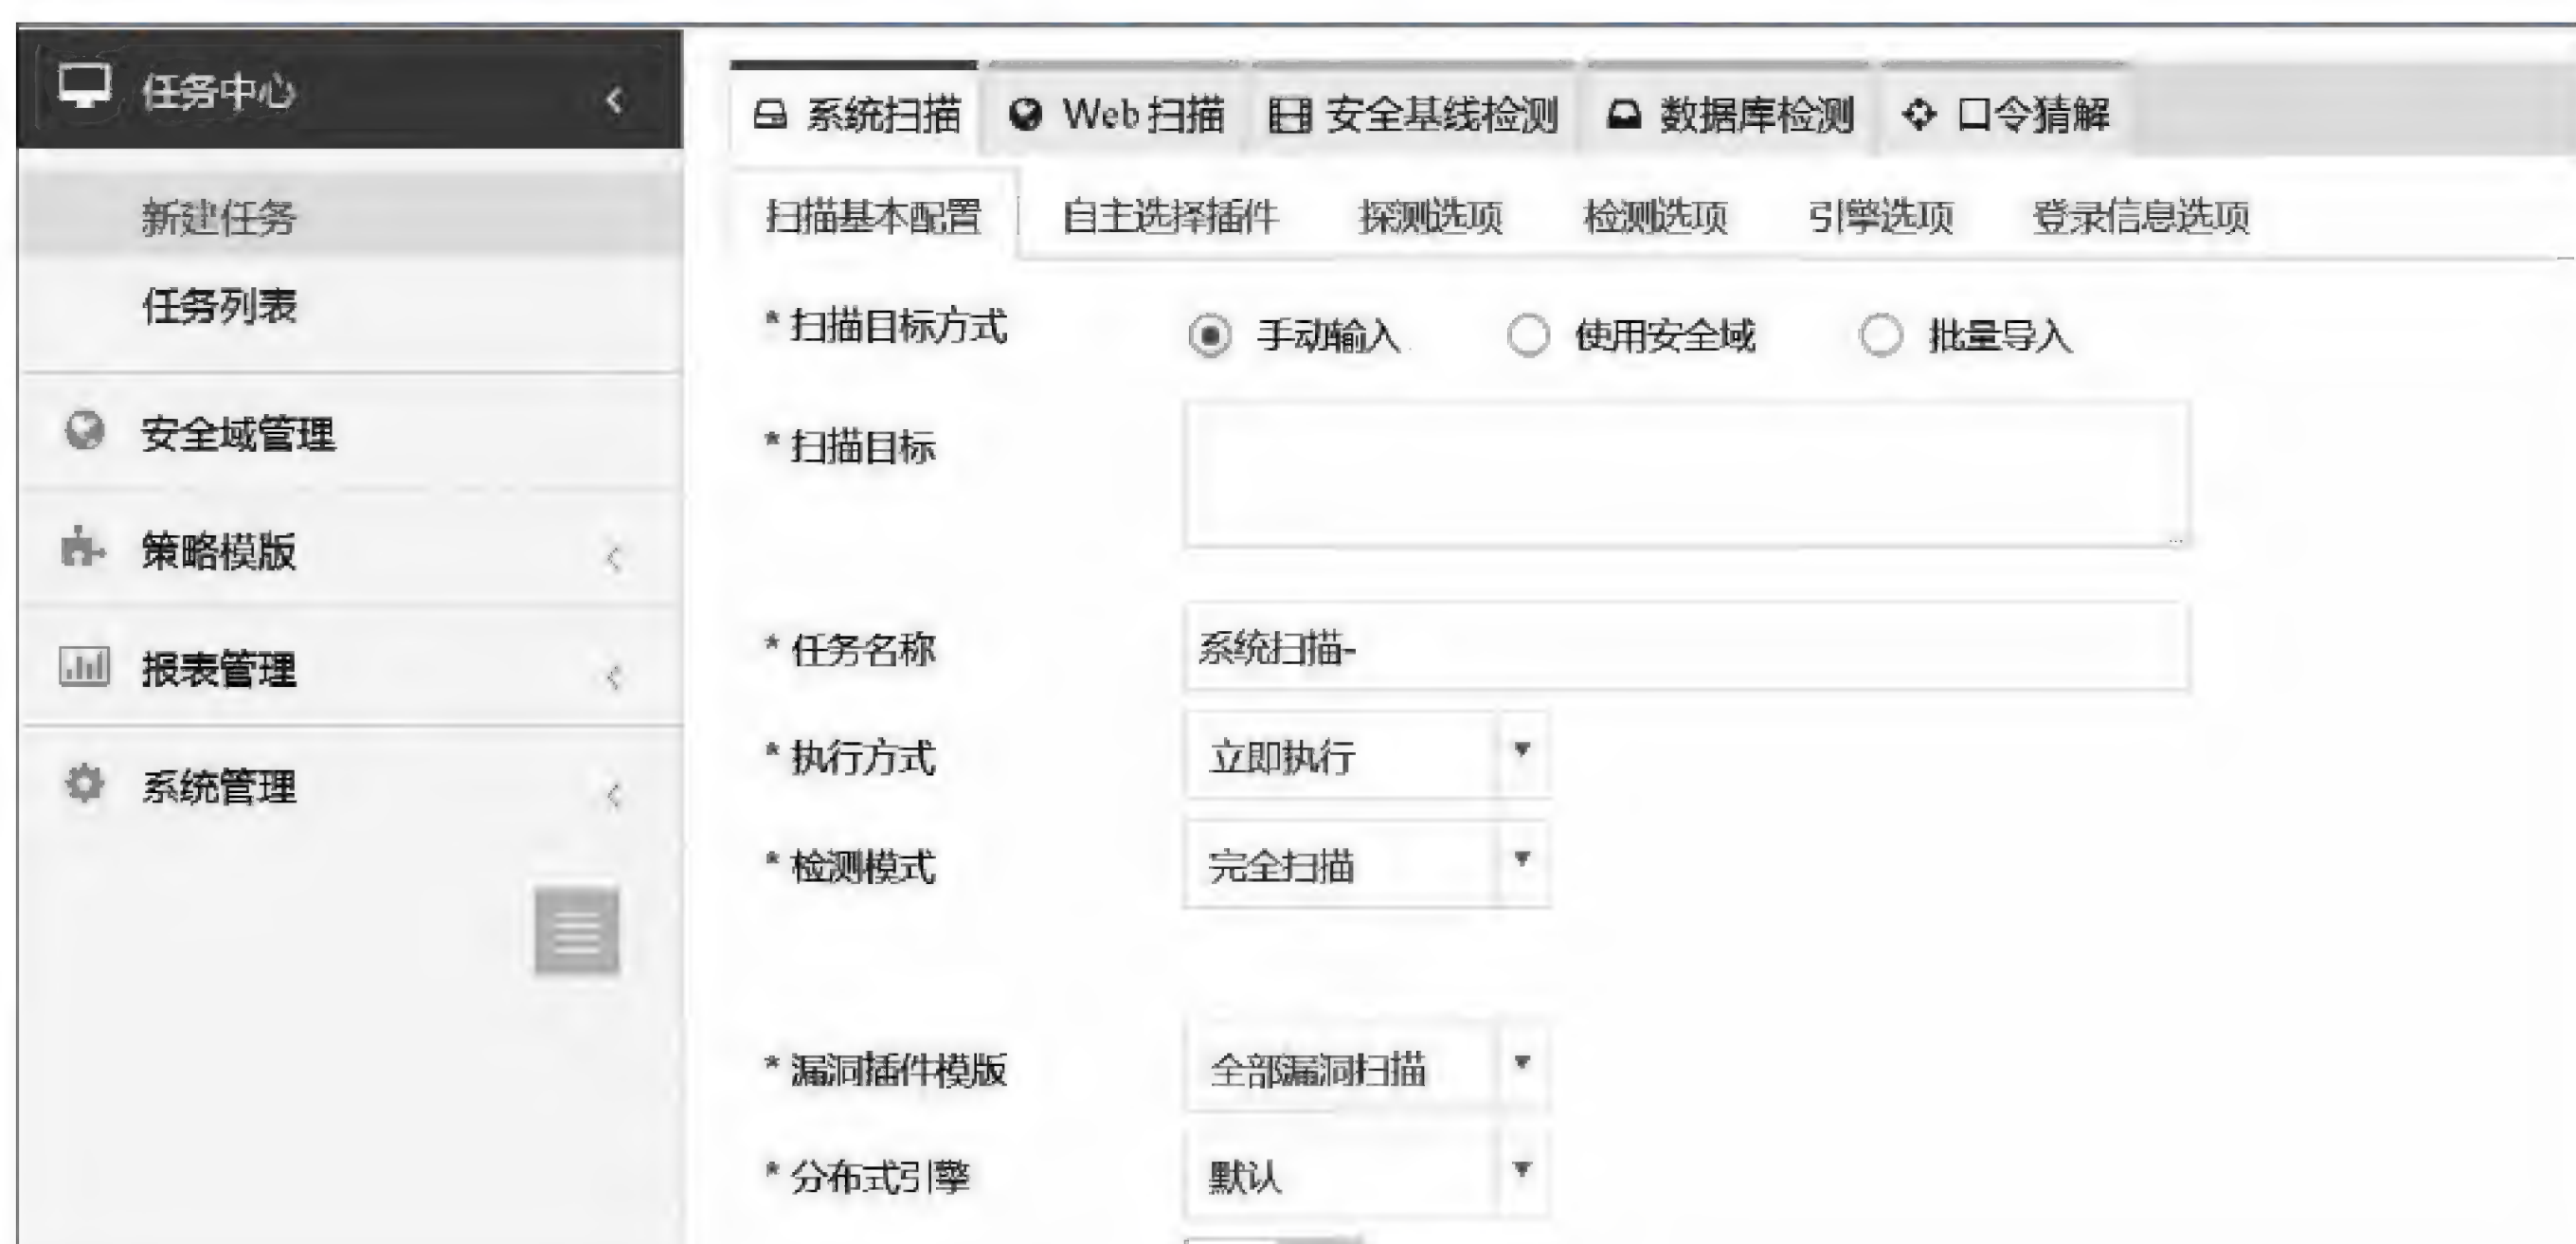 任务中心
新建任务
任务列表
安全域管理
策略模版
报表管理
系统管理
系统扫描 Web 扫描 安全基线检测 数据库检测 口令猜解
扫描基本配置 自主选择插件 探测选项 检测选项 引擎选项 登录信息选项
* 扫描目标方式 手动输入 使用安全域 批量导入
* 扫描目标
* 任务名称 系统扫描-
* 执行方式 立即执行
* 检测模式 完全扫描
* 漏洞插件模版 全部漏洞扫描
* 分布式引擎 默认